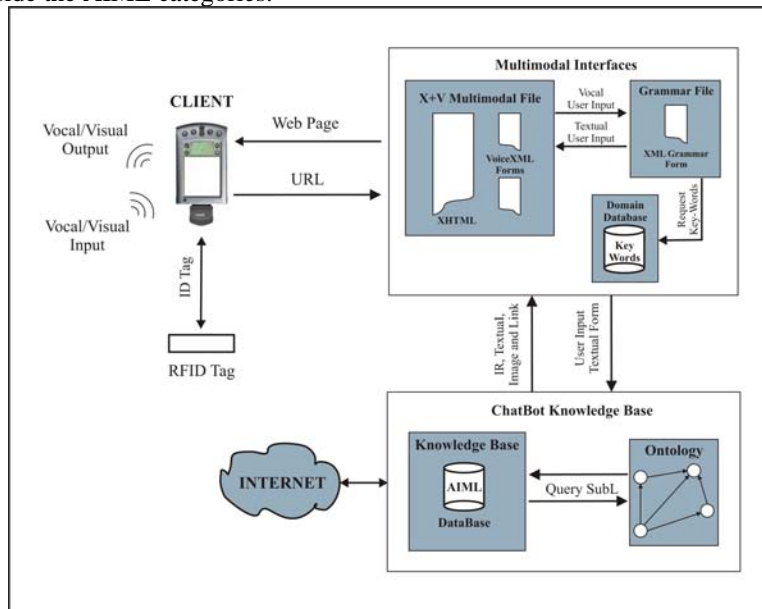 Multimodal Interfaces
CLIENT
Vocal/Visual
Output
Vocal/Visual
Input
Web Page
URL
ID Tag
RFID Tag
X+V Multimodal File
XHTML
VoiceXML
Forms
Vocal
User Input
Textual
User Input
Grammar File
XML Grammar
Form
Request
Key-Words
Domain
Database
Key
Words
IR, Textual,
Image and Link
User Input
Textual Form
ChatBot Knowledge Base
INTERNET
Knowledge Base
AIML
DataBase
Query SubL
Ontology